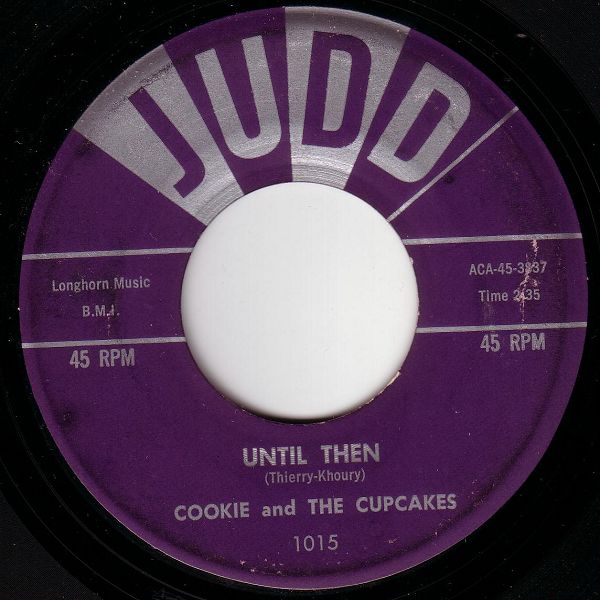 JUDD
Longhorn Music
B.M.I.
45 RPM
ACA-45-3337
Time 2:35
45 RPM
UNTIL THEN
(Thierry-Khoury)
COOKIE and THE CUPCAKES
1015